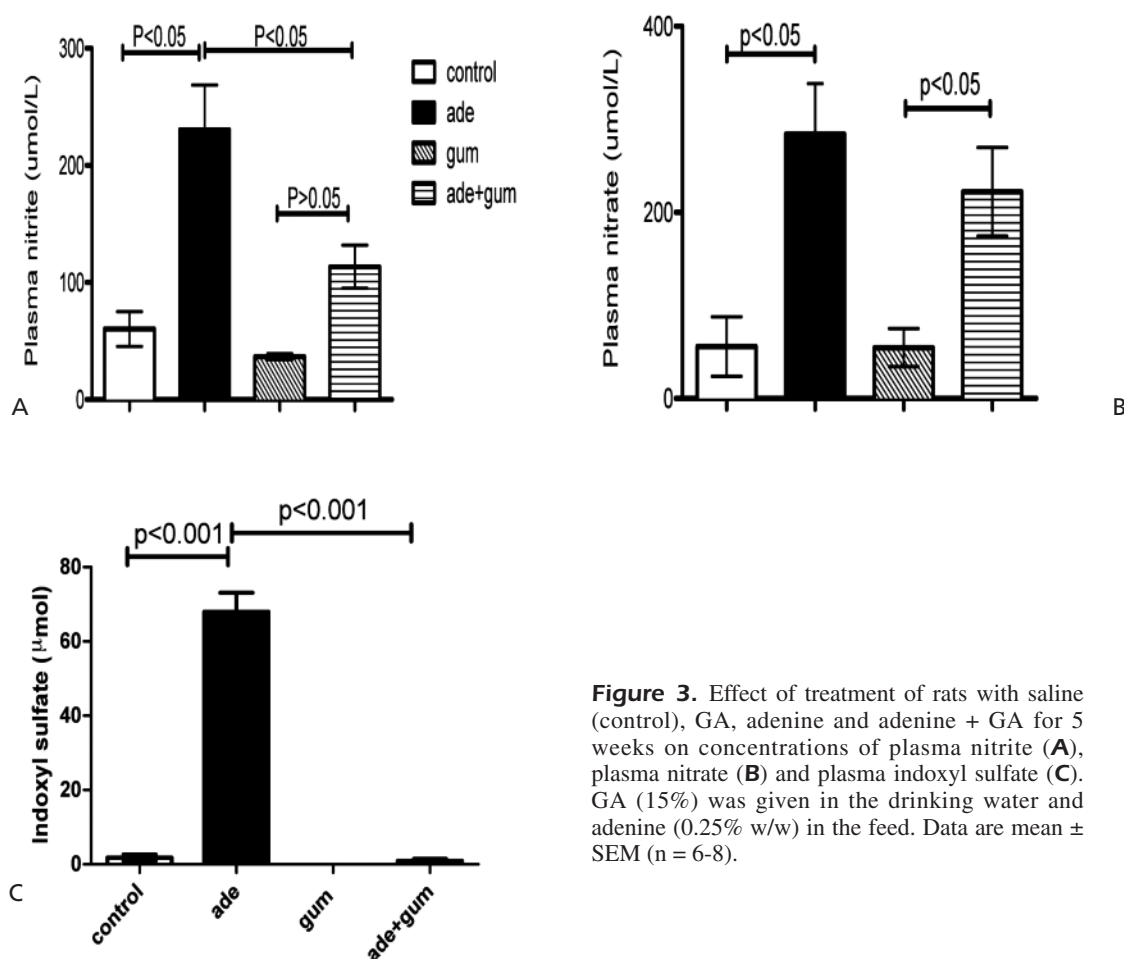 P<0.05
P<0.05
300
200
100
0
Plasma nitrite (umol/L)
P>0.05
control
ade
gum
ade+gum
A
p<0.05
p<0.05
400
200
0
Plasma nitrate (umol/L)
B
p<0.001
p<0.001
80
60
40
20
0
Indoxyl sulfate (μmol)
control
ade
gum
ade+gum
C
Figure 3. Effect of treatment of rats with saline
(control), GA, adenine and adenine + GA for 5
weeks on concentrations of plasma nitrite (A),
plasma nitrate (B) and plasma indoxyl sulfate (C).
GA (15%) was given in the drinking water and
adenine (0.25% w/w) in the feed. Data are mean ±
SEM (n = 6-8).